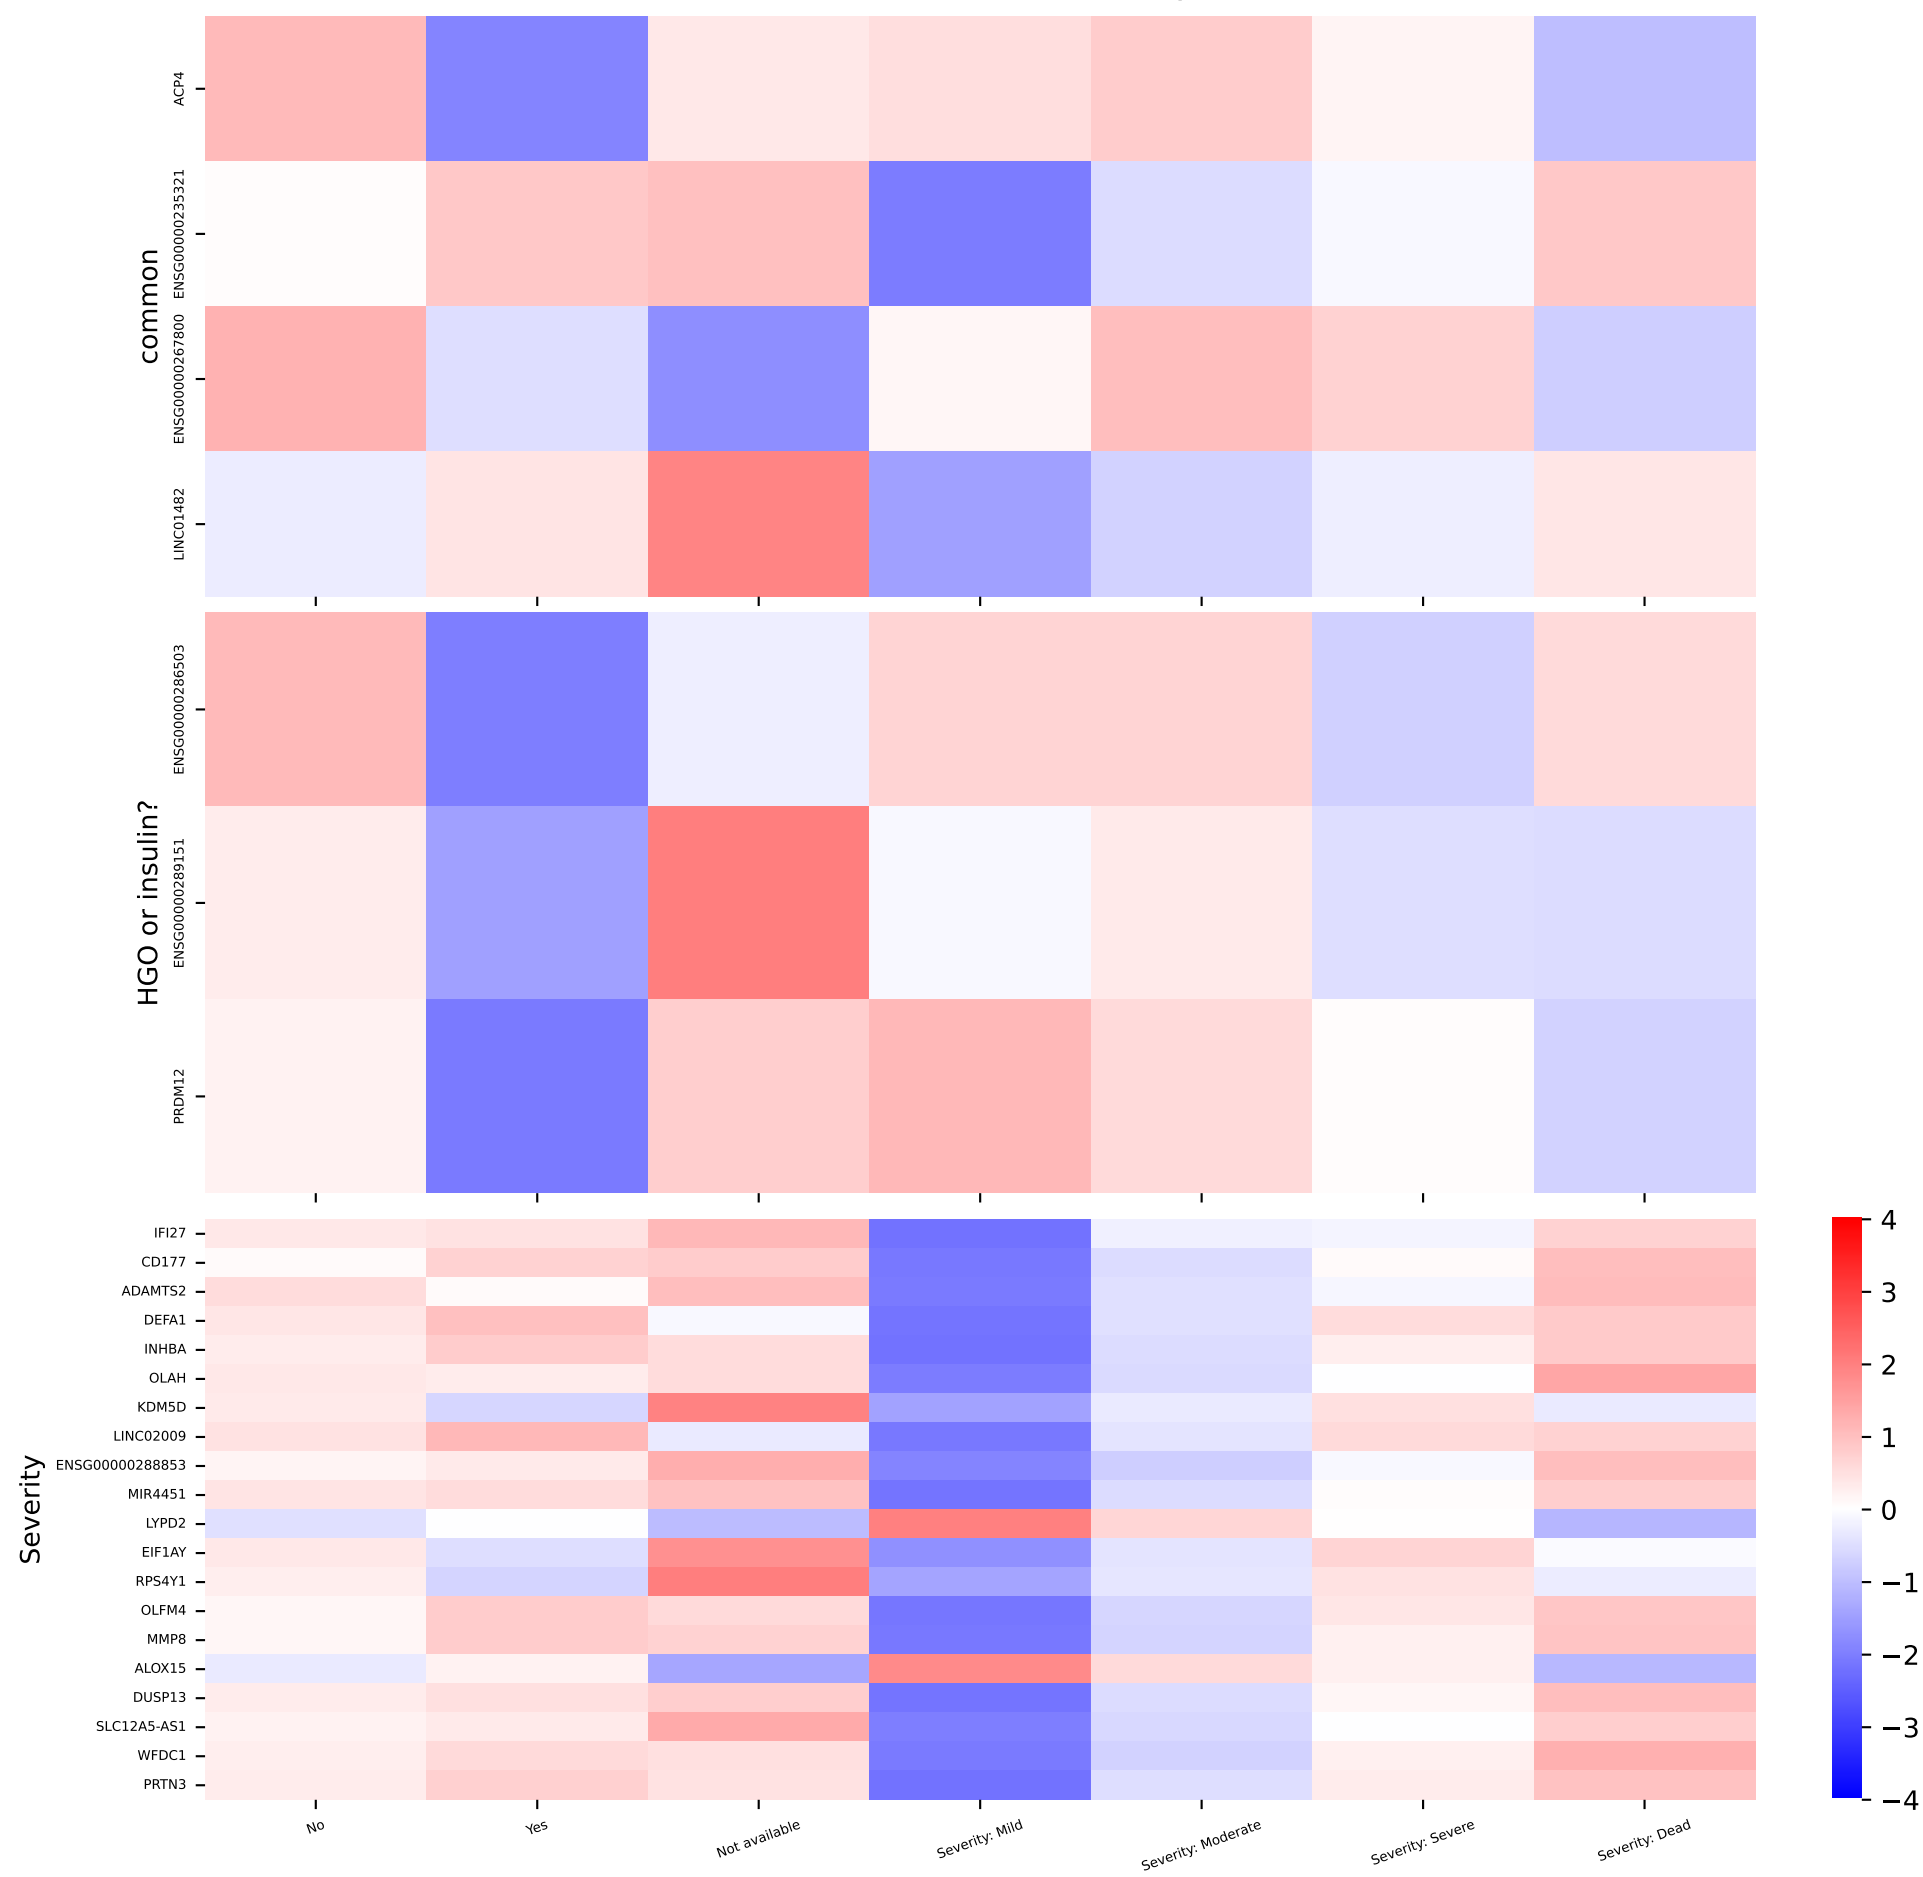 common
ACP4
ENSG00000235321
ENSG00000267800
LINC01482
HGO or insulin?
ENSG00000286503
ENSG00000289151
PRDM12
Severity
IFI27
CD177
ADAMTS2
DEFA1
INHBA
OLAH
KDM5D
LINC02009
ENSG00000288853
MIR4451
LYPD2
EIF1AY
RPS4Y1
OLFM4
MMP8
ALOX15
DUSP13
SLC12A5-AS1
WFDC1
PRTN3
No
Yes
Not available
Severity: Mild
Severity: Moderate
Severity: Severe
Severity: Dead
4
3
2
1
0
−1
−2
−3
−4